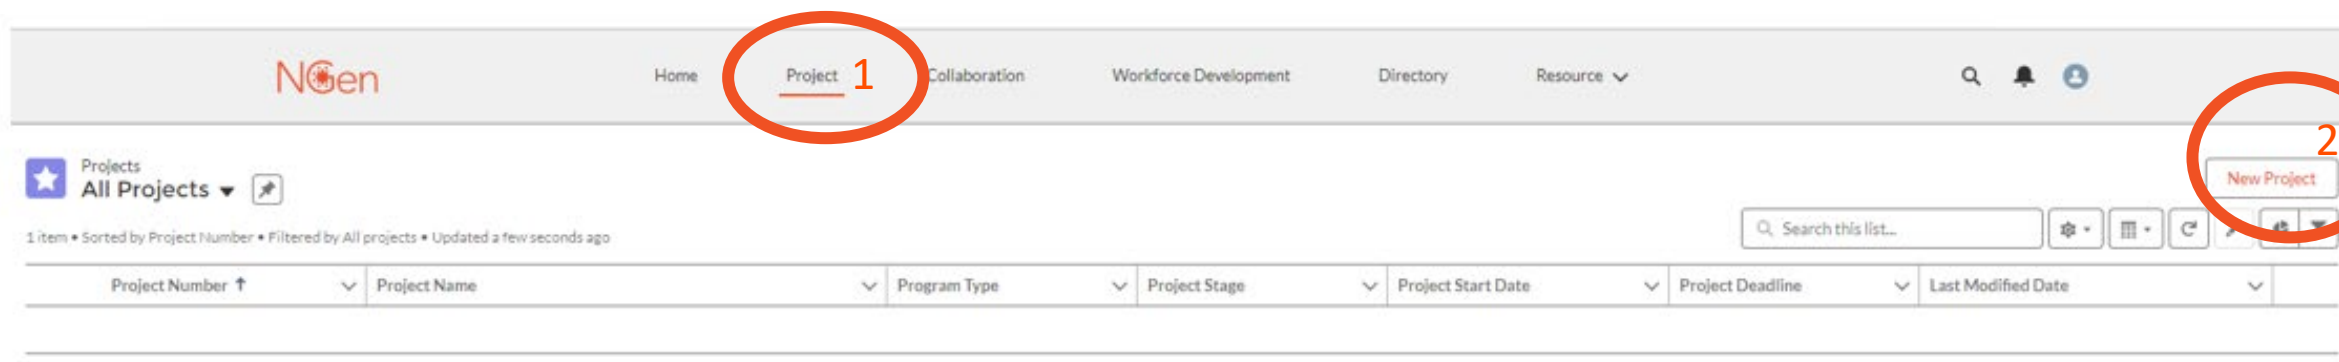 NGen
Home Project 1 Collaboration Workforce Development Directory Resource
2
Projects
All Projects
New Project
1 item • Sorted by Project Number • Filtered by All projects • Updated a few seconds ago
Search this list...
Project Number ↑ Project Name Program Type Project Stage Project Start Date Project Deadline Last Modified Date